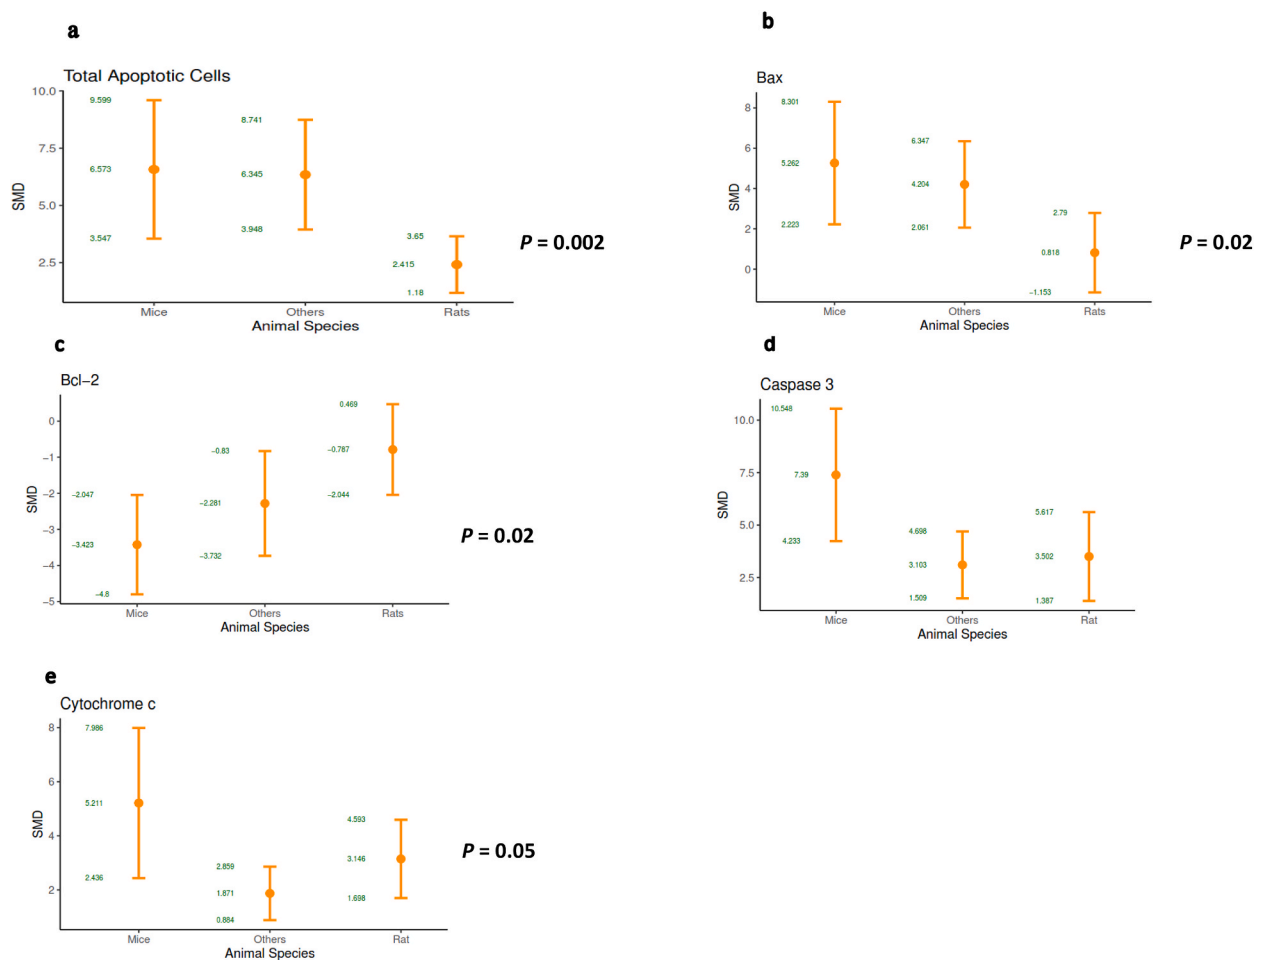 a
Total Apoptotic Cells
10.0
7.5
5.0
2.5
SMD
9.599
6.573
3.547
8.741
6.345
3.948
3.65
2.415
1.18
Mice Others Rats
Animal Species
P = 0.002
b
Bax
8
6
4
2
0
SMD
8.301
5.262
2.223
6.347
4.204
2.061
2.79
0.818
−1.153
Mice Others Rats
Animal Species
P = 0.02
c
Bcl−2
0
−1
−2
−3
−4
−5
SMD
−2.047
−3.423
−4.8
−0.83
−2.281
−3.732
0.469
−0.787
−2.044
Mice Others Rats
Animal Species
P = 0.02
d
Caspase 3
10.0
7.5
5.0
2.5
SMD
10.548
7.39
4.233
4.698
3.103
1.509
5.617
3.502
1.387
Mice Others Rat
Animal Species
e
Cytochrome c
8
6
4
2
SMD
7.986
5.211
2.436
2.859
1.871
0.884
4.593
3.146
1.698
Mice Others Rat
Animal Species
P = 0.05